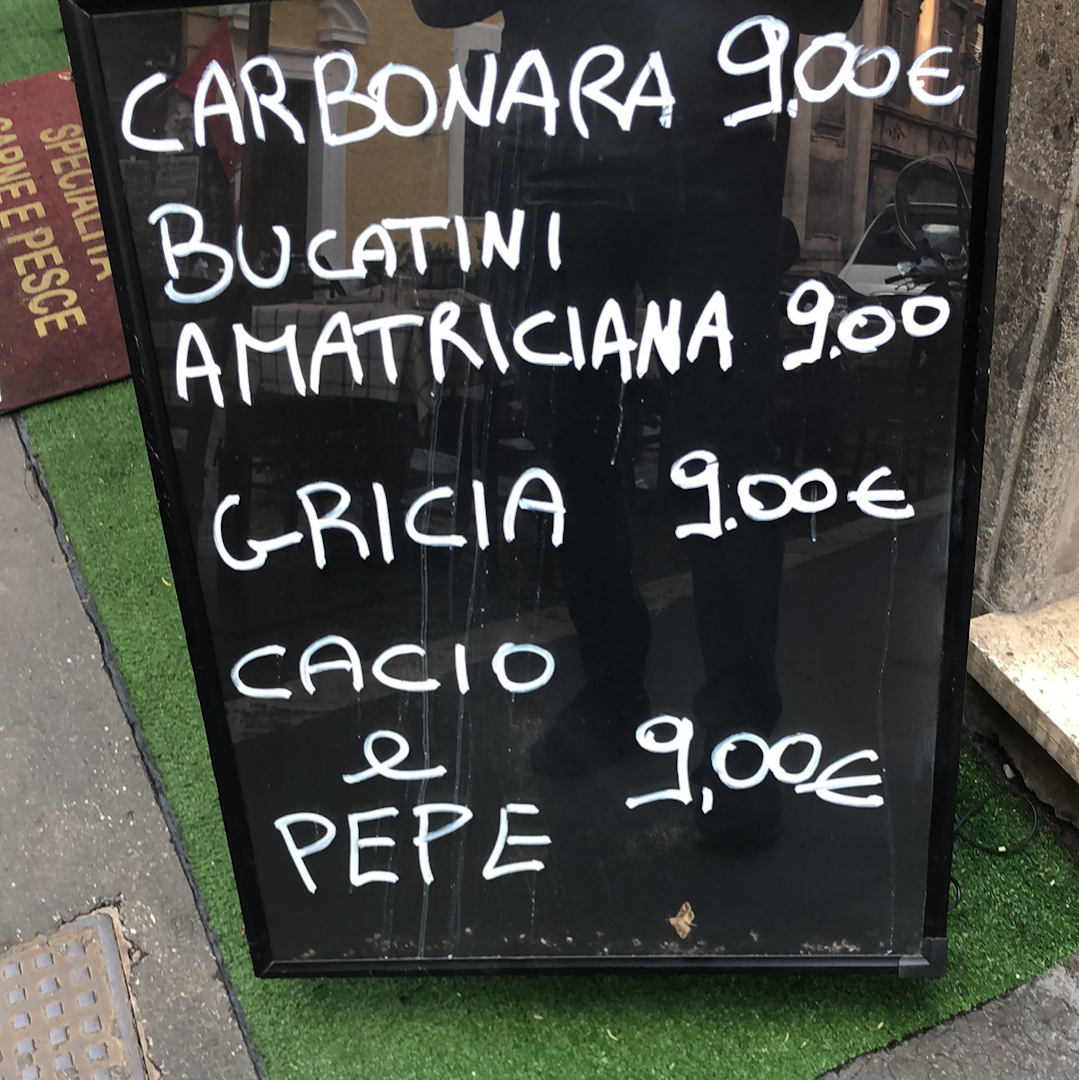 CARBONARA 9.00€
BUCATINI
AMATRICIANA 9.00
GRICIA 9.00€
CACIO
e 9,00€
PEPE
SPECIALITÀ
CARNE E PESCE